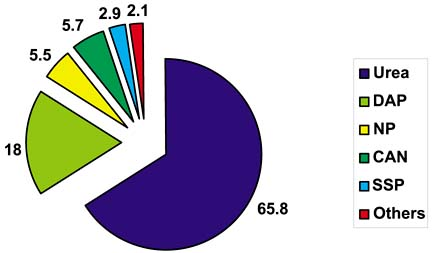 2.9
2.1
5.7
5.5
18
65.8
Urea
DAP
NP
CAN
SSP
Others